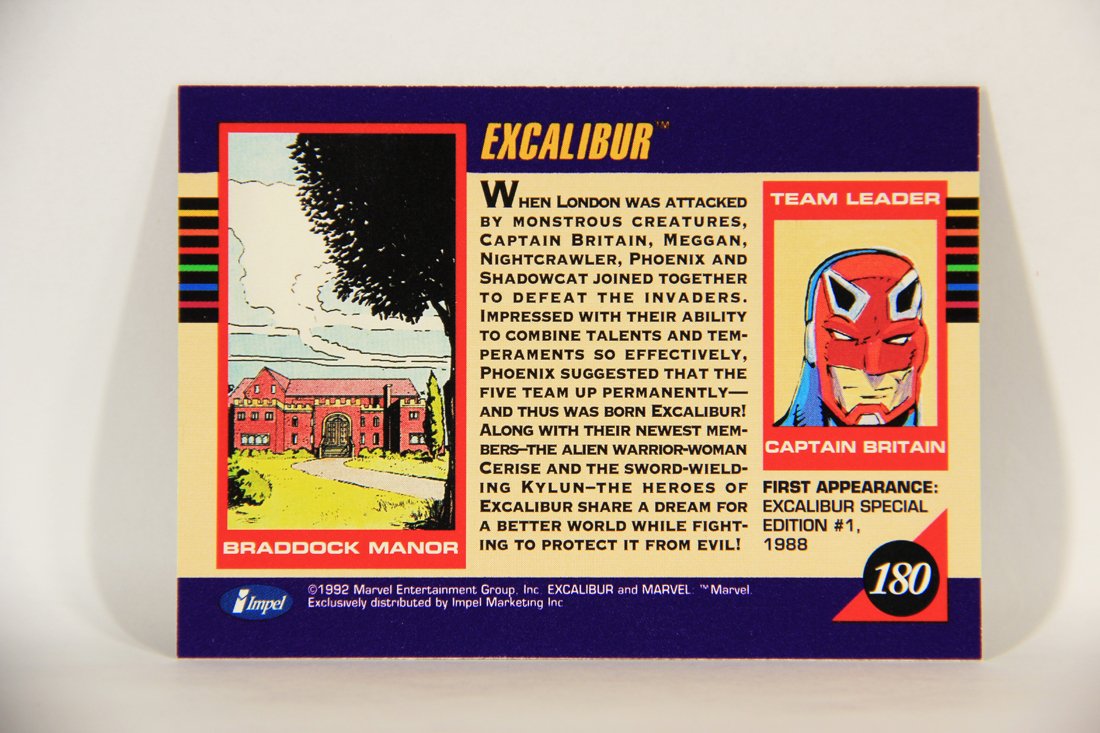 EXCALIBUR™
WHEN LONDON WAS ATTACKED
BY MONSTROUS CREATURES,
CAPTAIN BRITAIN, MEGGAN,
NIGHTCRAWLER, PHOENIX AND
SHADOWCAT JOINED TOGETHER
TO DEFEAT THE INVADERS.
IMPRESSED WITH THEIR ABILITY
TO COMBINE TALENTS AND TEM-
PERAMENTS SO EFFECTIVELY,
PHOENIX SUGGESTED THAT THE
FIVE TEAM UP PERMANENTLY—
AND THUS WAS BORN EXCALIBUR!
ALONG WITH THEIR NEWEST MEM-
BERS–THE ALIEN WARRIOR-WOMAN
CERISE AND THE SWORD-WIELD-
ING KYLUN–THE HEROES OF
EXCALIBUR SHARE A DREAM FOR
A BETTER WORLD WHILE FIGHT-
ING TO PROTECT IT FROM EVIL!
BRADDOCK MANOR
TEAM LEADER
CAPTAIN BRITAIN
FIRST APPEARANCE:
EXCALIBUR SPECIAL
EDITION #1,
1988
180
Impel
©1992 Marvel Entertainment Group, Inc. EXCALIBUR and MARVEL: ™Marvel.
Exclusively distributed by Impel Marketing Inc